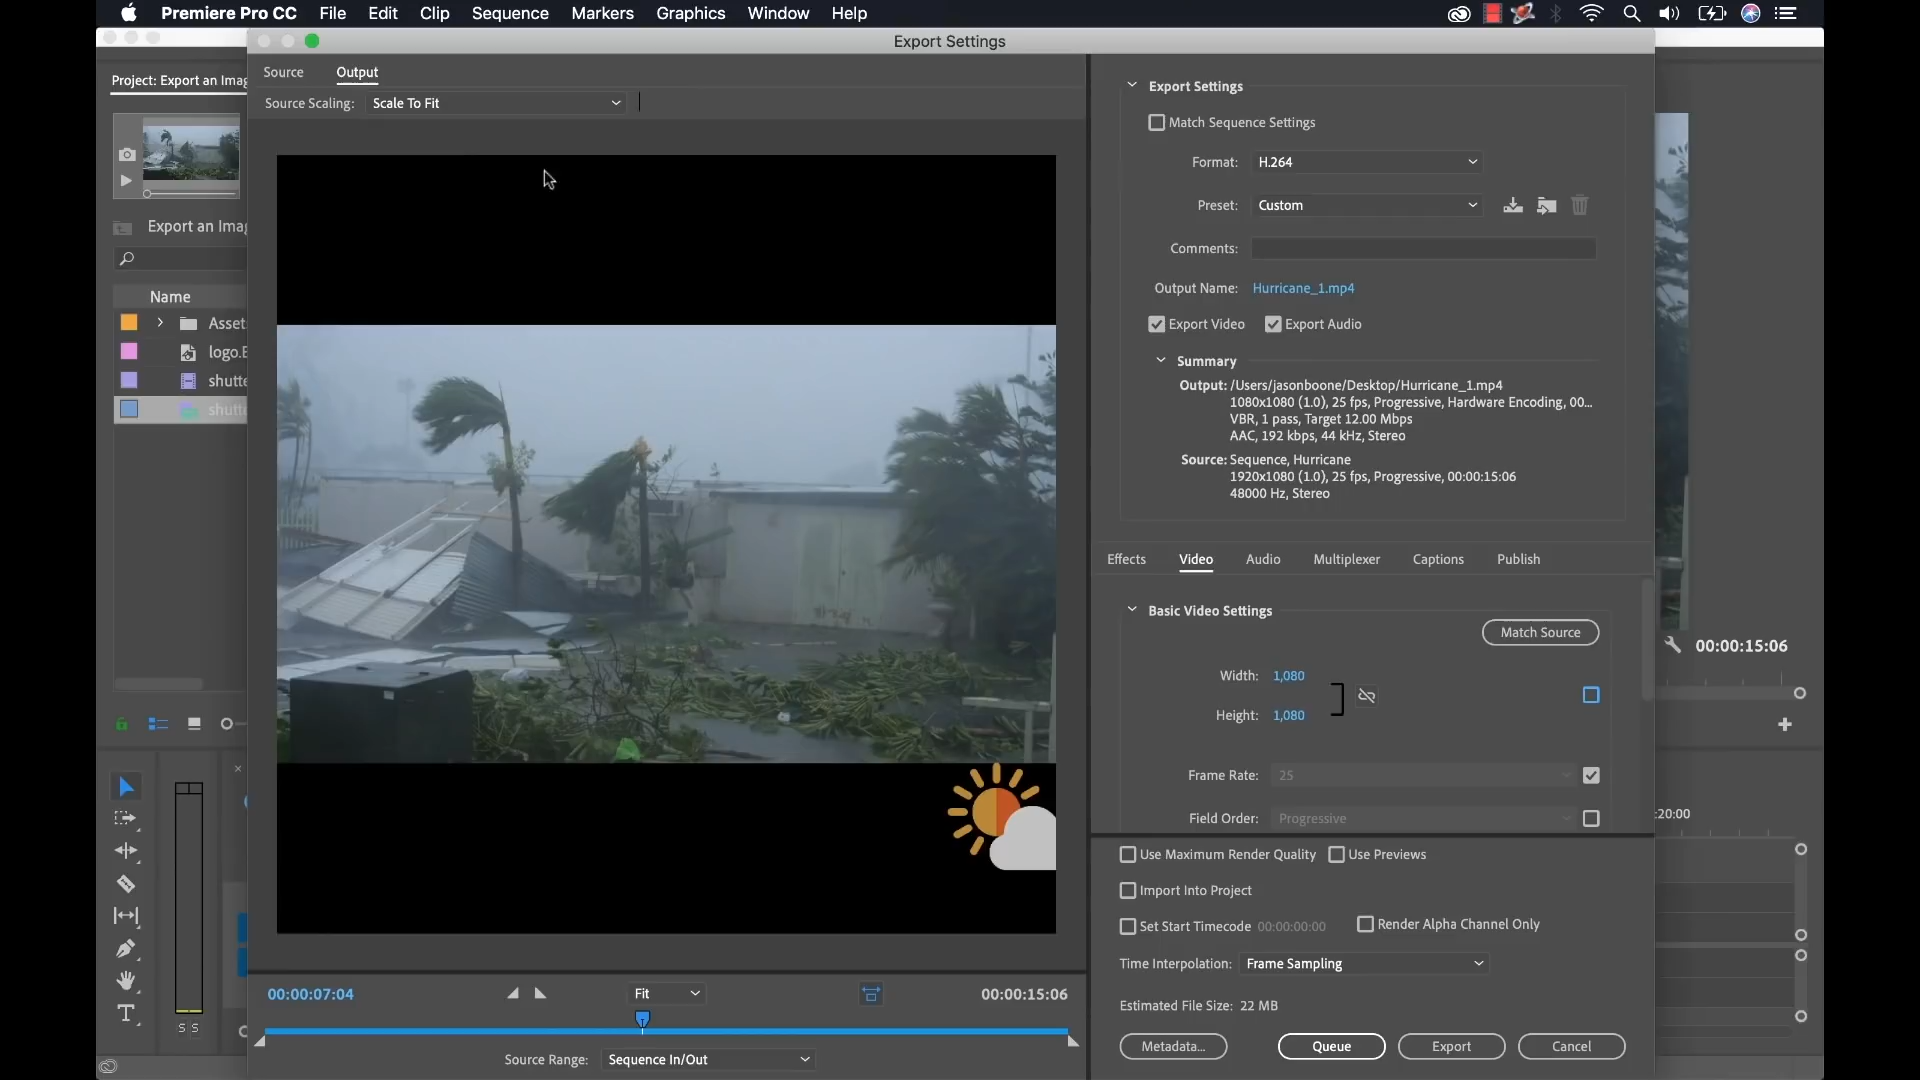 Premiere Pro CC File Edit Clip Sequence Markers Graphics Window Help
Export Settings
Project: Export an Imag
Export an Imag
Name
Asset
logo.E
shutte
shutte
S S
Source Output
Source Scaling: Scale To Fit
00:00:07:04
Fit
00:00:15:06
Source Range: Sequence In/Out
Export Settings
Match Sequence Settings
Format: H.264
Preset: Custom
Comments:
Output Name: Hurricane_1.mp4
Export Video Export Audio
Summary
Output: /Users/jasonboone/Desktop/Hurricane_1.mp4
1080x1080 (1.0), 25 fps, Progressive, Hardware Encoding, 00...
VBR, 1 pass, Target 12.00 Mbps
AAC, 192 kbps, 44 kHz, Stereo
Source: Sequence, Hurricane
1920x1080 (1.0), 25 fps, Progressive, 00:00:15:06
48000 Hz, Stereo
Effects Video Audio Multiplexer Captions Publish
Basic Video Settings
Match Source
Width: 1,080
Height: 1,080
Frame Rate: 25
Field Order: Progressive
Use Maximum Render Quality Use Previews
Import Into Project
Set Start Timecode 00:00:00:00 Render Alpha Channel Only
Time Interpolation: Frame Sampling
Estimated File Size: 22 MB
Metadata... Queue Export Cancel
00:00:15:06
:20:00